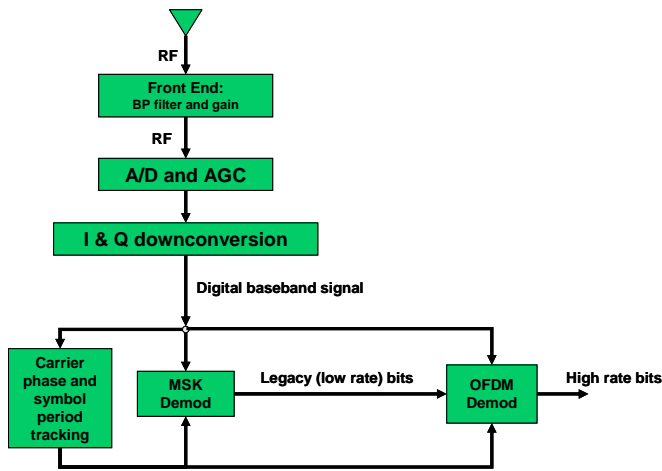 RF
Front End:
BP filter and gain
RF
A/D and AGC
I & Q downconversion
Digital baseband signal
Carrier
phase and
symbol
period
tracking
MSK
Demod
Legacy (low rate) bits
OFDM
Demod
High rate bits